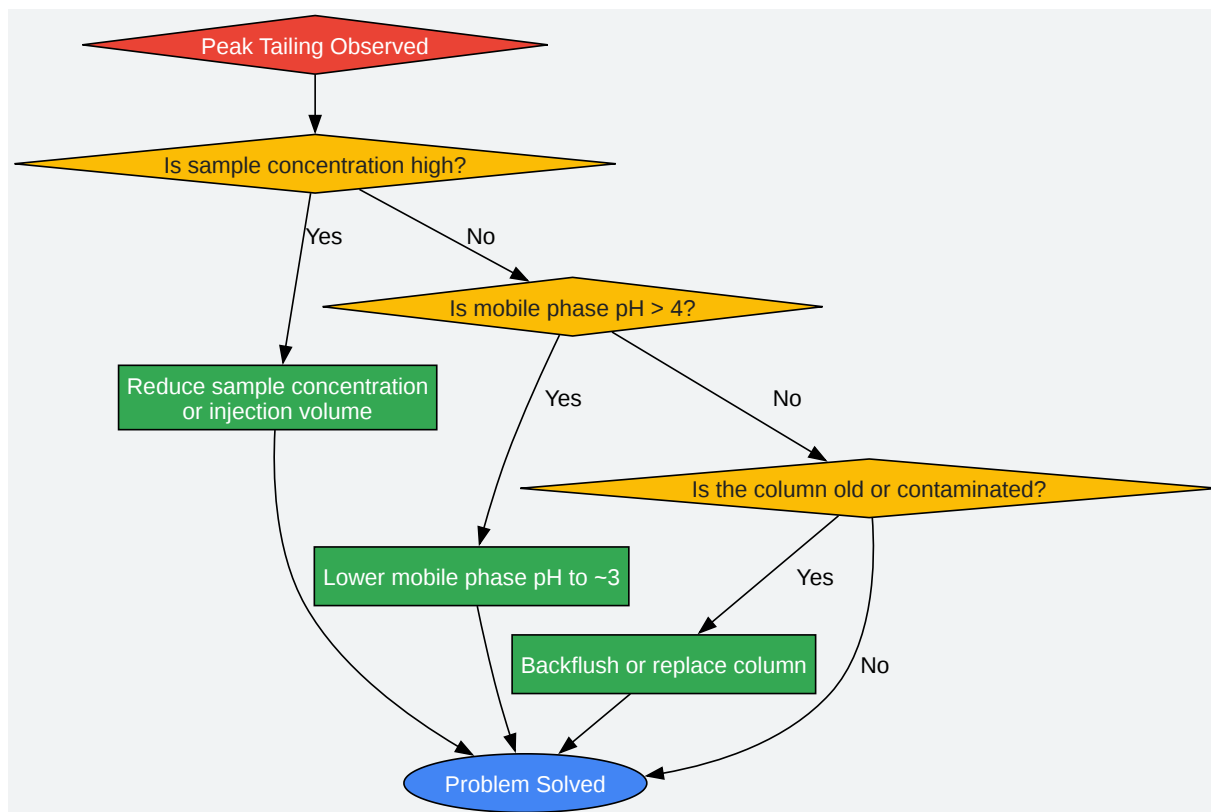 Peak Tailing Observed
Is sample concentration high?
Yes
No
Is mobile phase pH > 4?
Reduce sample concentration
or injection volume
Yes
No
Is the column old or contaminated?
Lower mobile phase pH to ~3
Yes
Backflush or replace column
No
Problem Solved